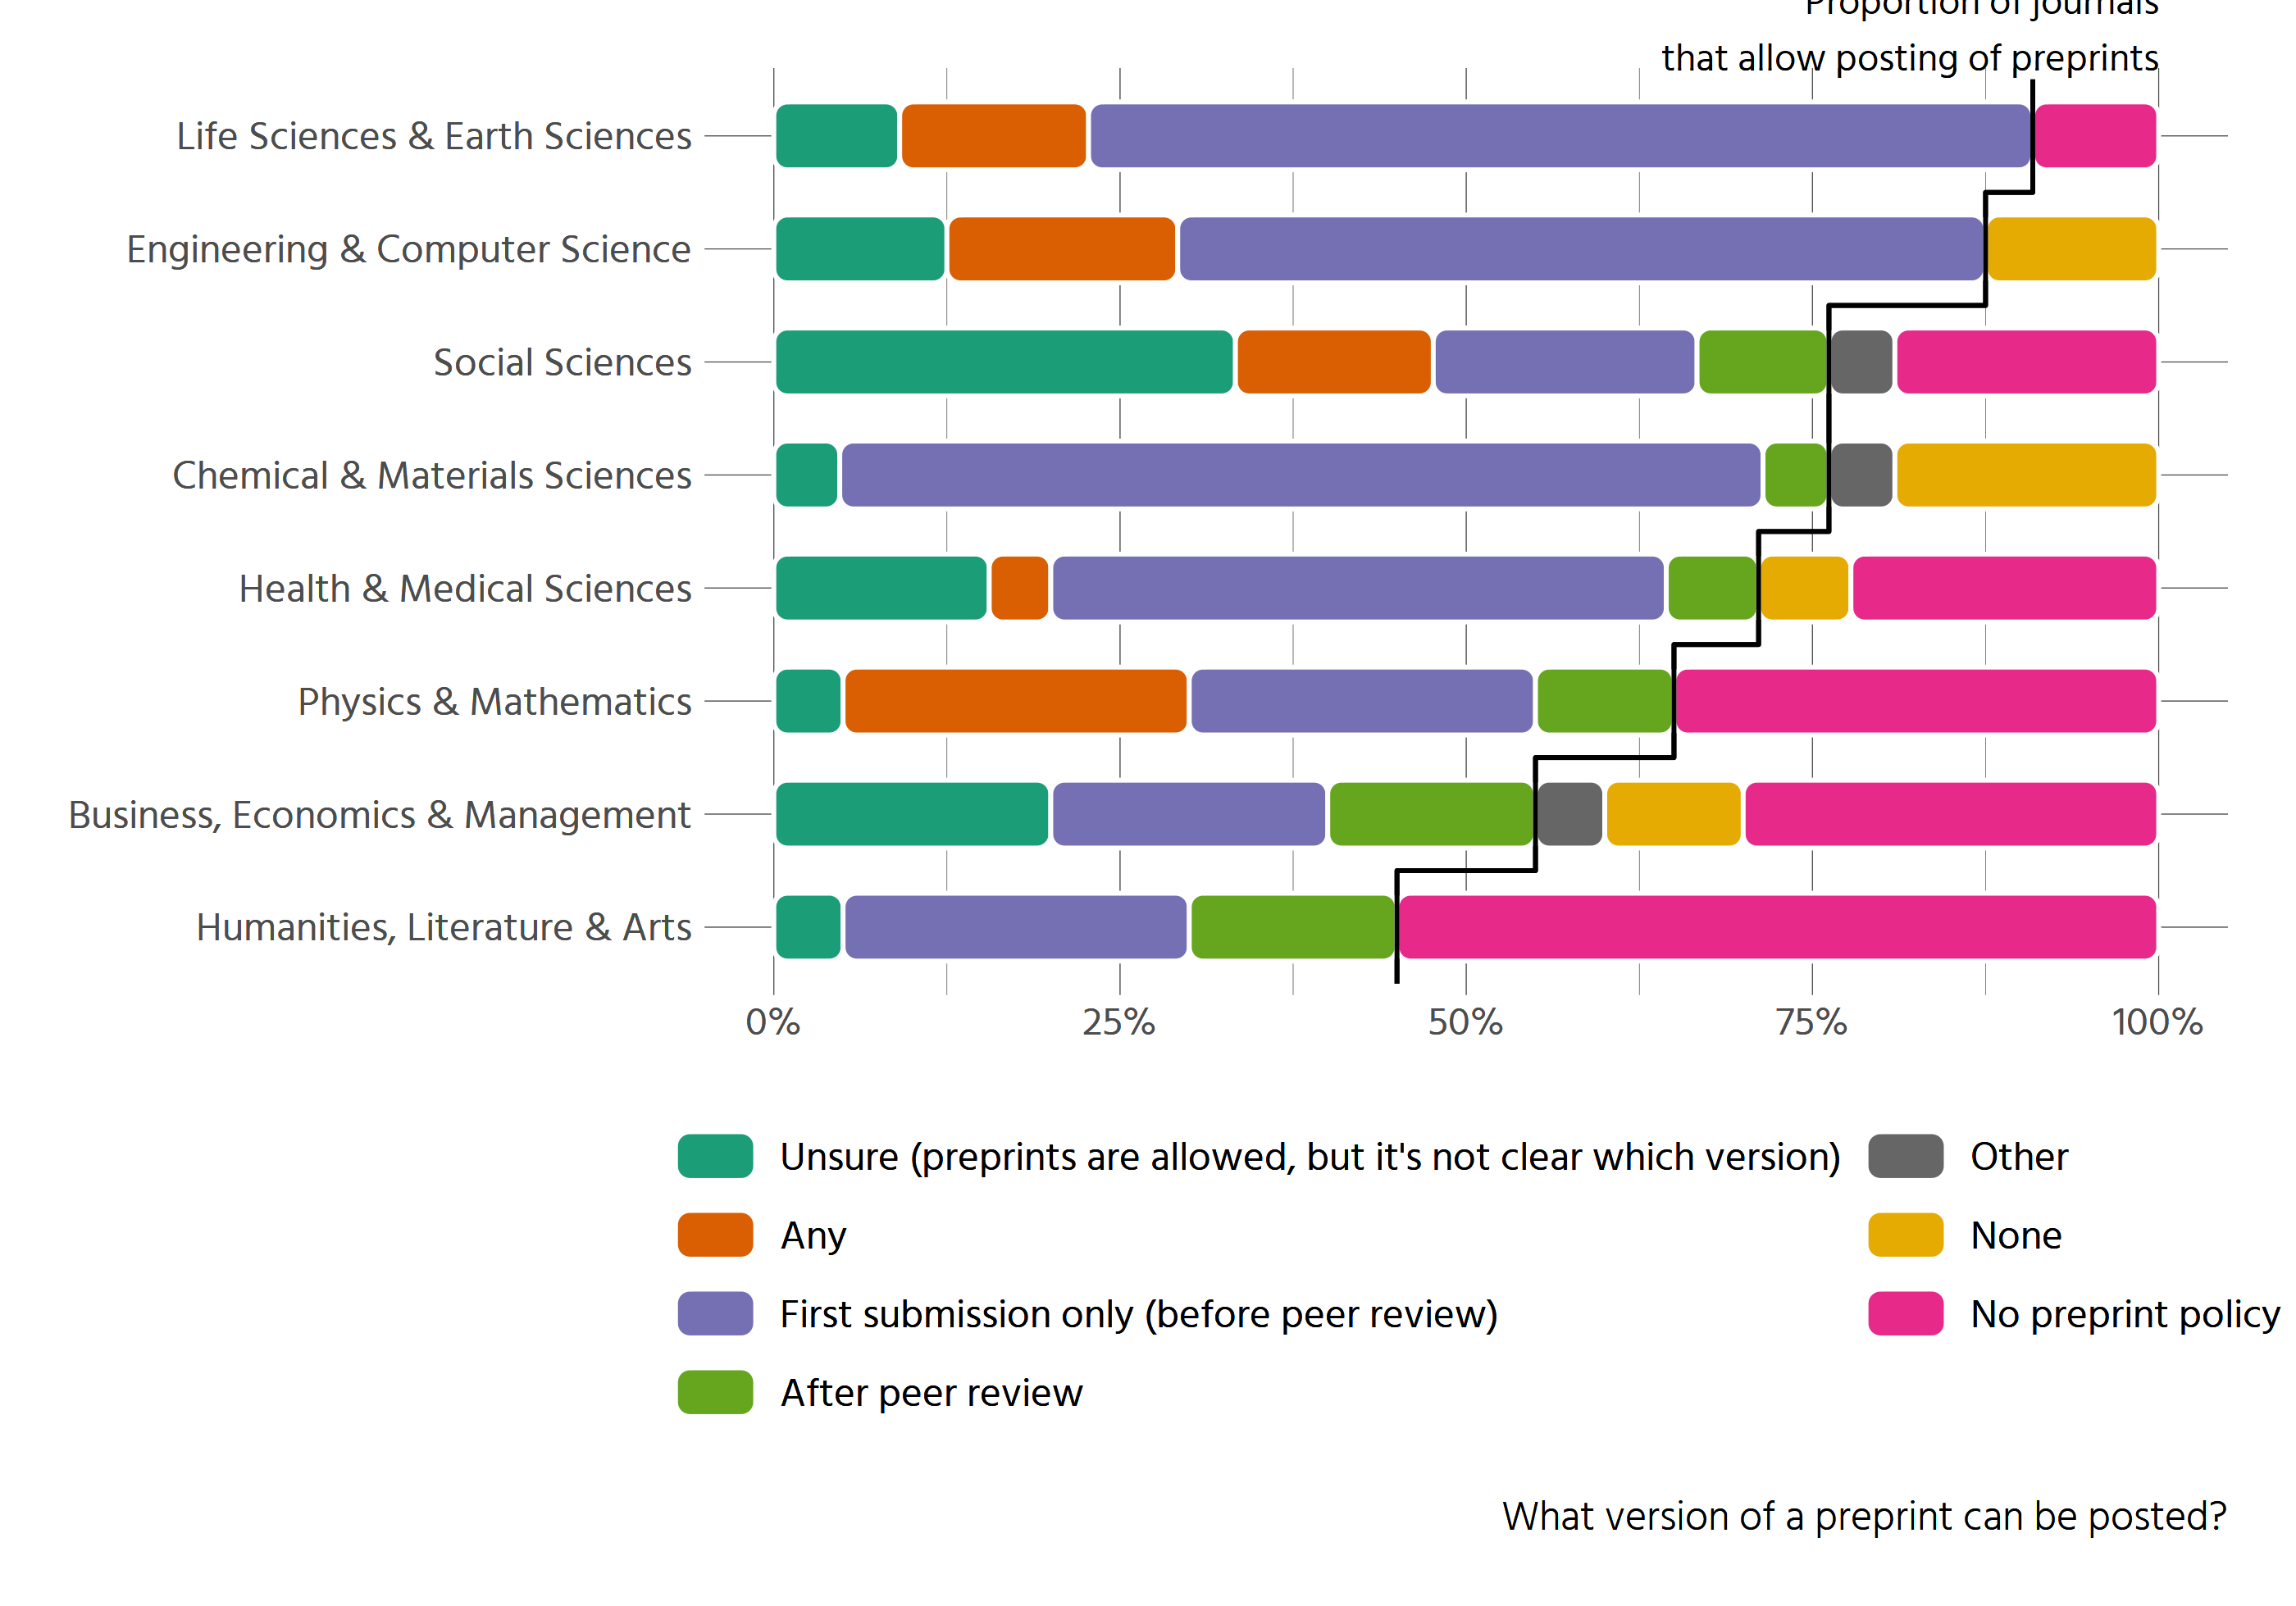 Proportion of journals
that allow posting of preprints
Life Sciences & Earth Sciences
Engineering & Computer Science
Social Sciences
Chemical & Materials Sciences
Health & Medical Sciences
Physics & Mathematics
Business, Economics & Management
Humanities, Literature & Arts
0% 25% 50% 75% 100%
Unsure (preprints are allowed, but it's not clear which version)
Any
First submission only (before peer review)
After peer review
Other
None
No preprint policy
What version of a preprint can be posted?